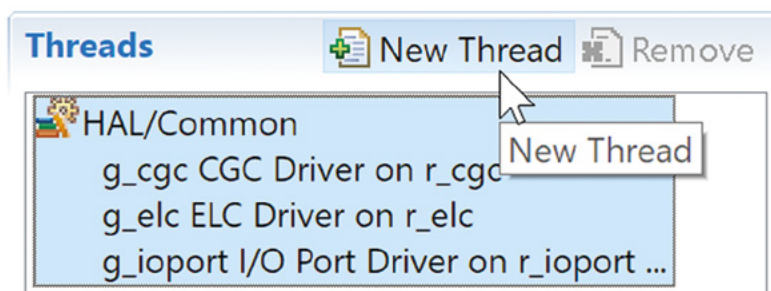 Threads New Thread Remove
HAL/Common
New Thread
g_cgc CGC Driver on r_cgc
g_elc ELC Driver on r_elc
g_ioport I/O Port Driver on r_ioport ...